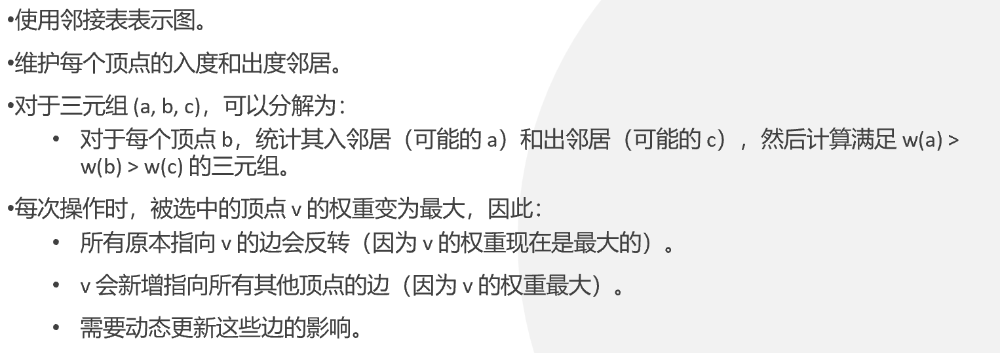 •使用邻接表表示图。
•维护每个顶点的入度和出度邻居。
•对于三元组 (a, b, c)，可以分解为：
• 对于每个顶点 b，统计其入邻居（可能的 a）和出邻居（可能的 c），然后计算满足 w(a) >
w(b) > w(c) 的三元组。
•每次操作时，被选中的顶点 v 的权重变为最大，因此：
• 所有原本指向 v 的边会反转（因为 v 的权重现在是最大的）。
• v 会新增指向所有其他顶点的边（因为 v 的权重最大）。
• 需要动态更新这些边的影响。